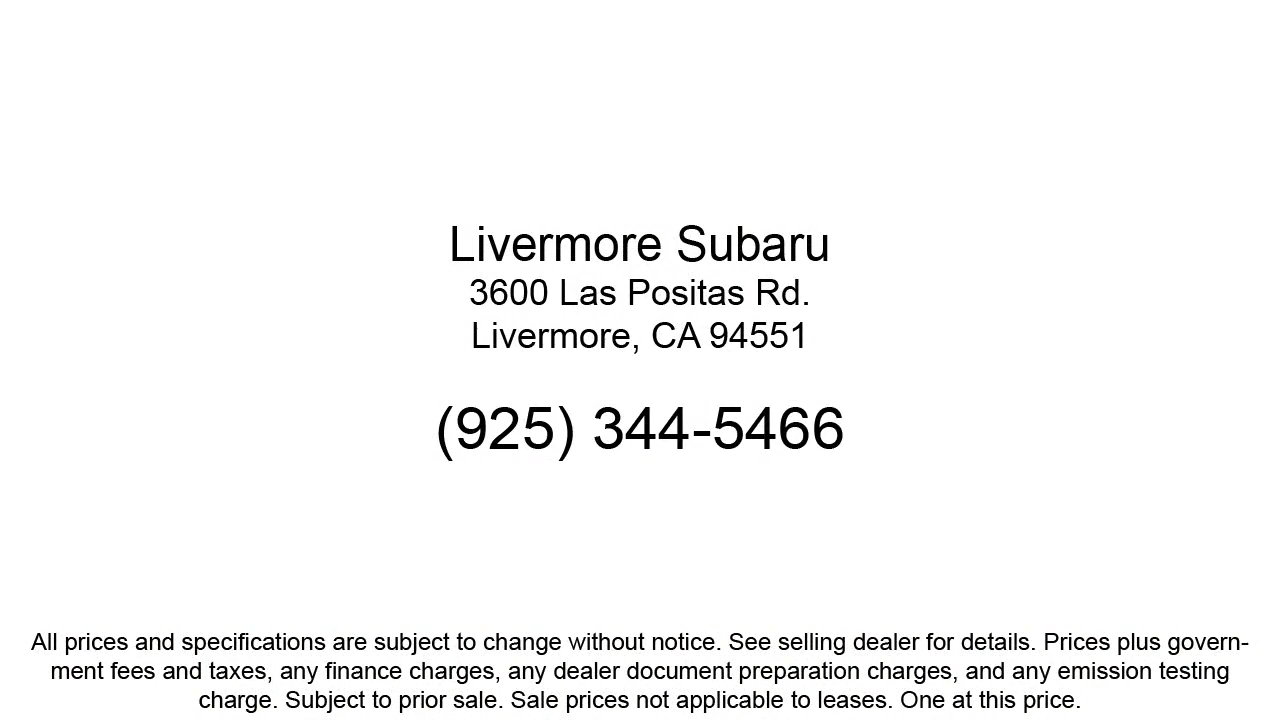 Livermore Subaru
3600 Las Positas Rd.
Livermore, CA 94551
(925) 344-5466
All prices and specifications are subject to change without notice. See selling dealer for details. Prices plus govern-
ment fees and taxes, any finance charges, any dealer document preparation charges, and any emission testing
charge. Subject to prior sale. Sale prices not applicable to leases. One at this price.